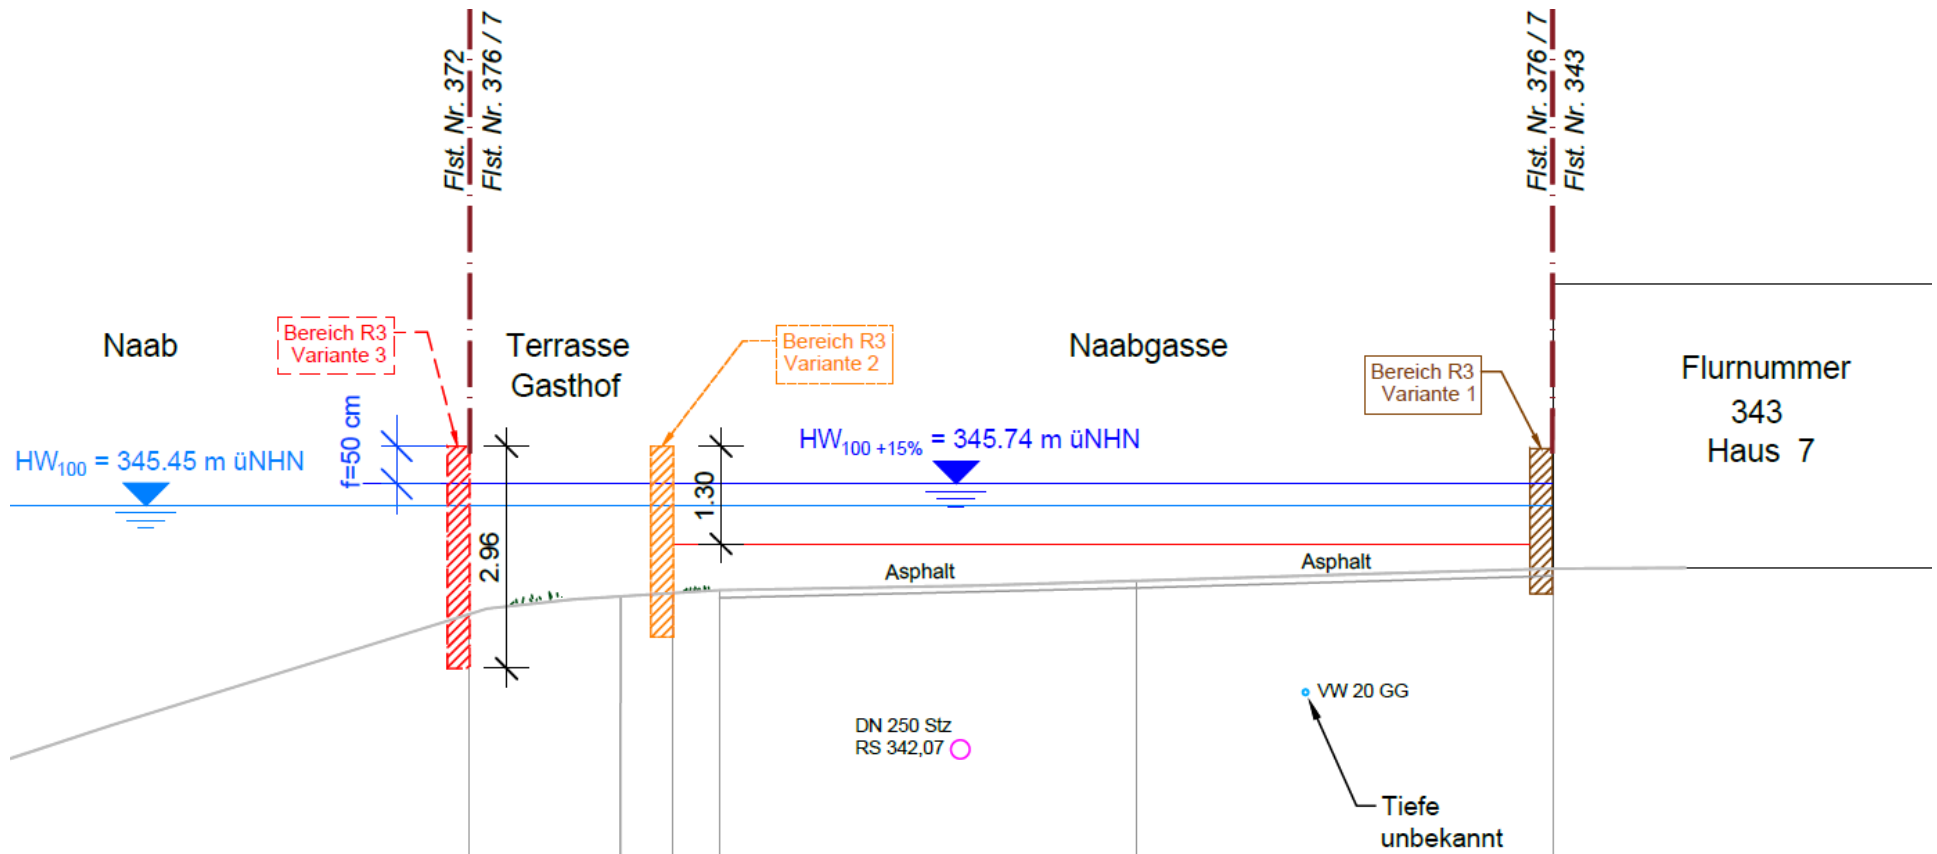 Flst. Nr. 372
Flst. Nr. 376 / 7
Flst. Nr. 376 / 7
Flst. Nr. 343
Naab
Bereich R3
Variante 3
Terrasse
Gasthof
Bereich R3
Variante 2
Naabgasse
Bereich R3
Variante 1
Flurnummer
343
Haus 7
HW100 = 345.45 m üNHN
f=50 cm
HW100 +15% = 345.74 m üNHN
1.30
2.96
Asphalt
Asphalt
VW 20 GG
DN 250 Stz
RS 342,07
Tiefe
unbekannt